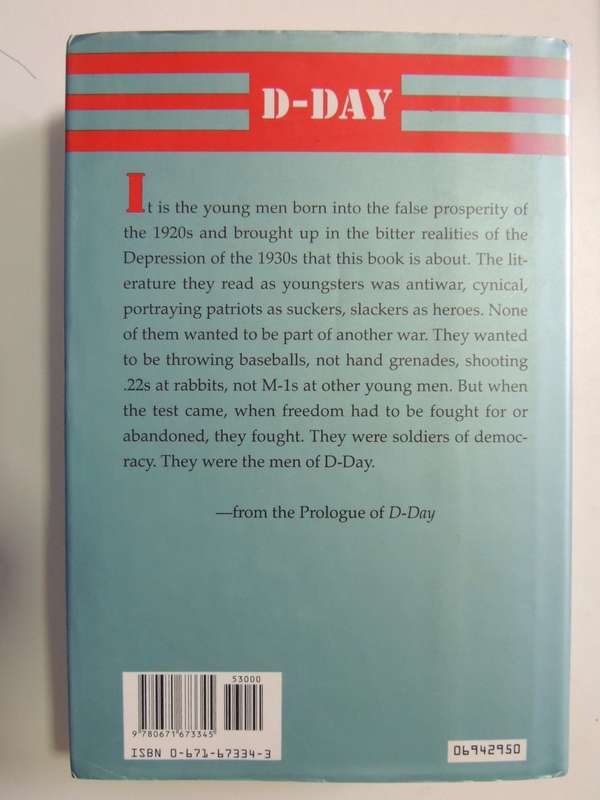 D-DAY
It is the young men born into the false prosperity of
the 1920s and brought up in the bitter realities of the
Depression of the 1930s that this book is about. The lit-
erature they read as youngsters was antiwar, cynical,
portraying patriots as suckers, slackers as heroes. None
of them wanted to be part of another war. They wanted
to be throwing baseballs, not hand grenades, shooting
.22s at rabbits, not M-1s at other young men. But when
the test came, when freedom had to be fought for or
abandoned, they fought. They were soldiers of democ-
racy. They were the men of D-Day.
—from the Prologue of D-Day
53000
9 780671 673345
ISBN 0-671-67334-3
06942950